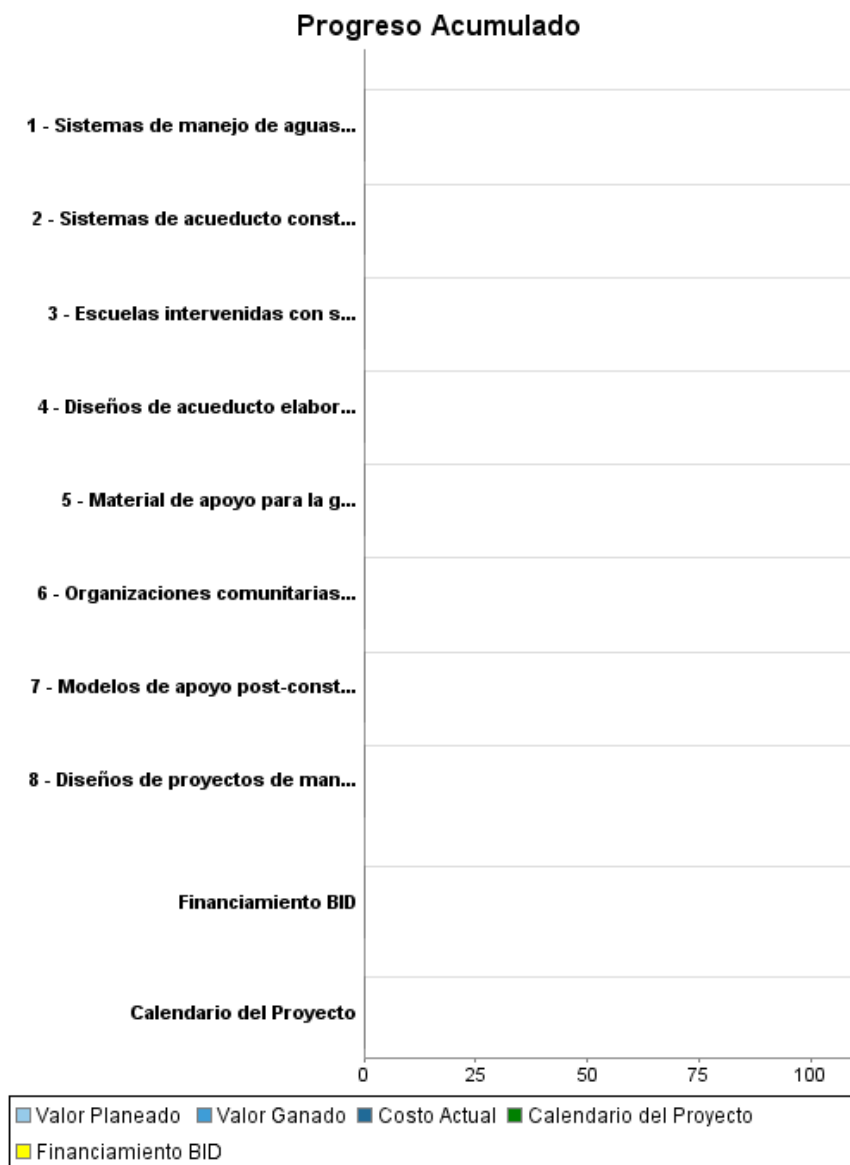 Progreso Acumulado
1 - Sistemas de manejo de aguas...
2 - Sistemas de acueducto const...
3 - Escuelas intervenidas con s...
4 - Diseños de acueducto elabor...
5 - Material de apoyo para la g...
6 - Organizaciones comunitarias...
7 - Modelos de apoyo post-const...
8 - Diseños de proyectos de man...
Financiamiento BID
Calendario del Proyecto
0 25 50 75 100
Valor Planeado Valor Ganado Costo Actual Calendario del Proyecto
Financiamiento BID